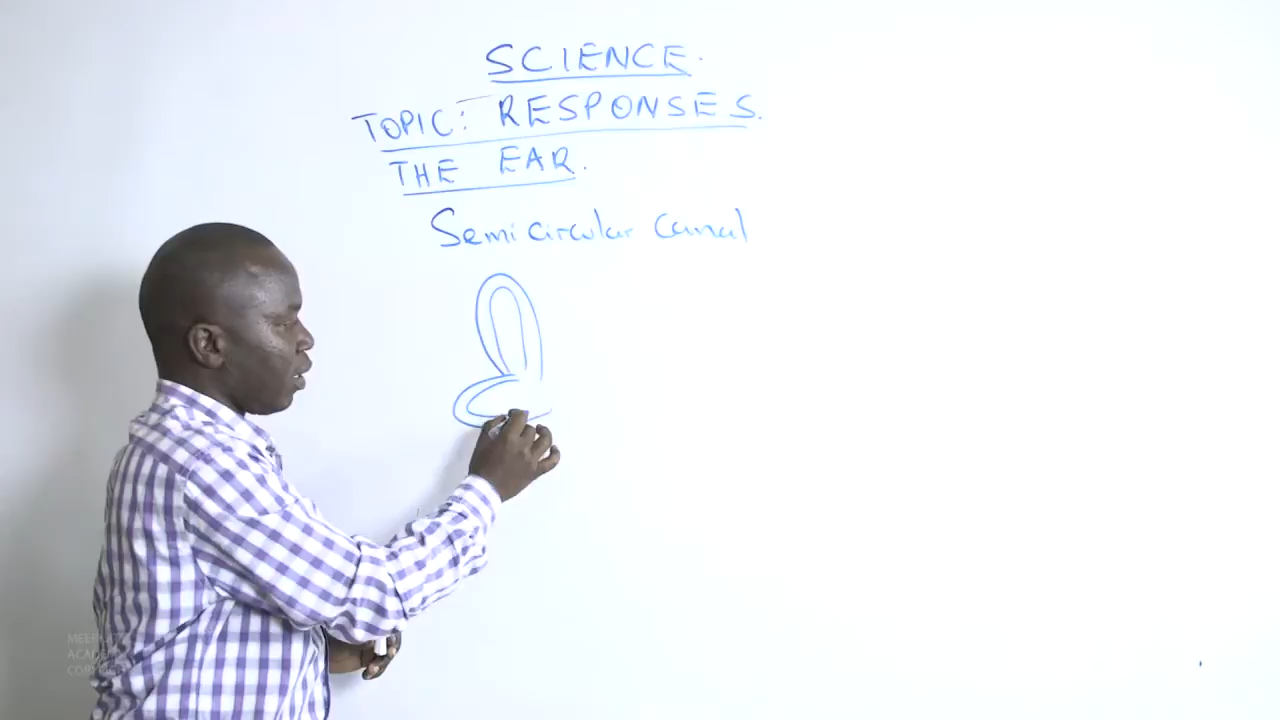 SCIENCE.
TOPIC: RESPONSES.
THE EAR.
Semicircular canal